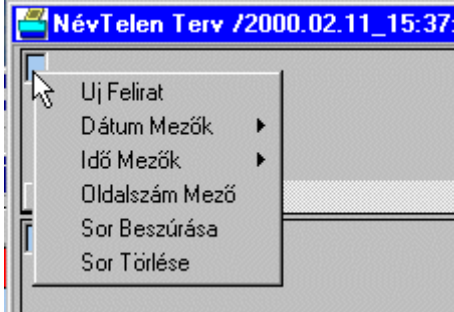 NévTelen Terv /2000.02.11_15:37:
Uj Felirat
Dátum Mezők
Idő Mezők
Oldalszám Mező
Sor Beszúrása
Sor Törlése